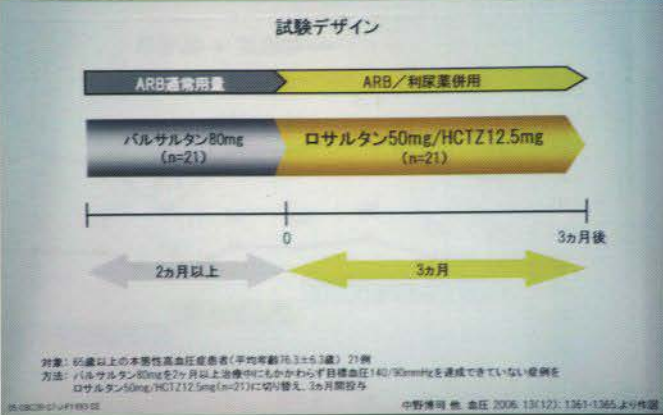 試験デザイン
ARB通常用量
ARB/利尿薬併用
バルサルタン80mg
(n=21)
ロサルタン50mg/HCTZ12.5mg
(n=21)
0
3ヵ月後
2ヵ月以上
3ヵ月
対象: 65歳以上の本態性高血圧症患者(平均年齢76.3±6.3歳) 21例
方法: バルサルタン80mgを2ヶ月以上治療中にもかかわらず目標血圧140/90mmHgを達成できていない症例を
ロサルタン50mg/HCTZ12.5mg(n=21)に切り替え、3ヵ月間投与
中野博司 他. 血圧 2006. 13(12): 1361-1365.より作図